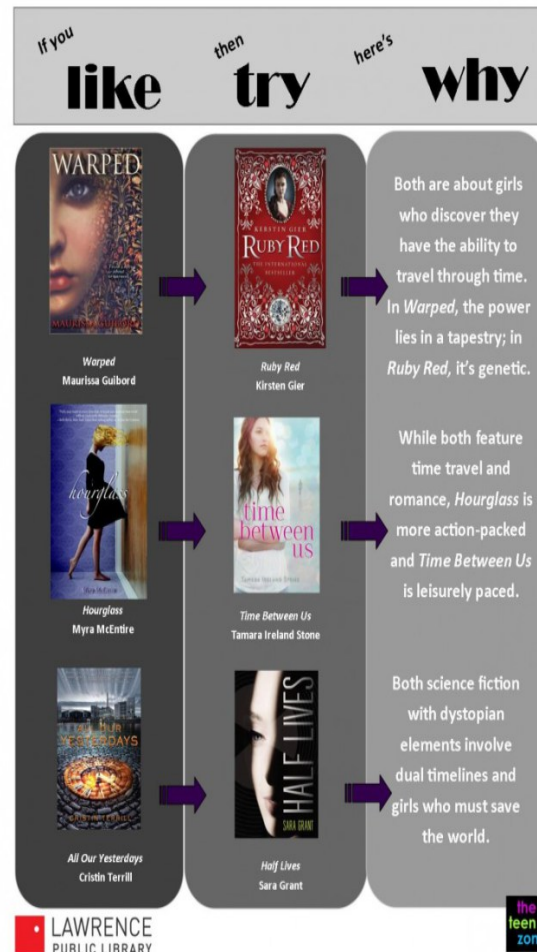 If you
like
then
try
here's
why
WARPED
MAURISSA GUIBORD
Warped
Maurissa Guibord
KERSTIN GIER
RUBY RED
THE INTERNATIONAL
BESTSELLER
Ruby Red
Kirsten Gier
Both are about girls
who discover they
have the ability to
travel through time.
In Warped, the power
lies in a tapestry; in
Ruby Red, it's genetic.
hourglass
Myra McEntire
Hourglass
Myra McEntire
time
between
us
TAMARA IRELAND STONE
Time Between Us
Tamara Ireland Stone
While both feature
time travel and
romance, Hourglass is
more action-packed
and Time Between Us
is leisurely paced.
ALL OUR
YESTERDAYS
CRISTIN TERRILL
All Our Yesterdays
Cristin Terrill
HALF LIVES
SARA GRANT
Half Lives
Sara Grant
Both science fiction
with dystopian
elements involve
dual timelines and
girls who must save
the world.
LAWRENCE
PUBLIC LIBRARY
the
teen
zon